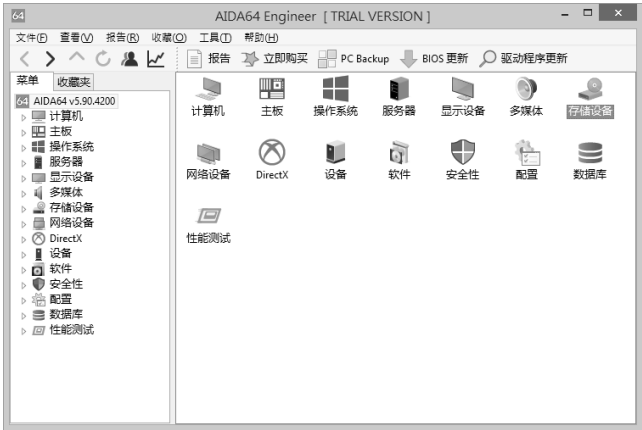 64 AIDA64 Engineer [ TRIAL VERSION ]
文件(F) 查看(V) 报告(R) 收藏(O) 工具(T) 帮助(H)
报告 立即购买 PC Backup BIOS 更新 驱动程序更新
菜单 收藏夹
64 AIDA64 v5.90.4200
计算机
主板
操作系统
服务器
显示设备
多媒体
存储设备
网络设备
DirectX
设备
软件
安全性
配置
数据库
性能测试
计算机 主板 操作系统 服务器 显示设备 多媒体 存储设备
网络设备 DirectX 设备 软件 安全性 配置 数据库
性能测试